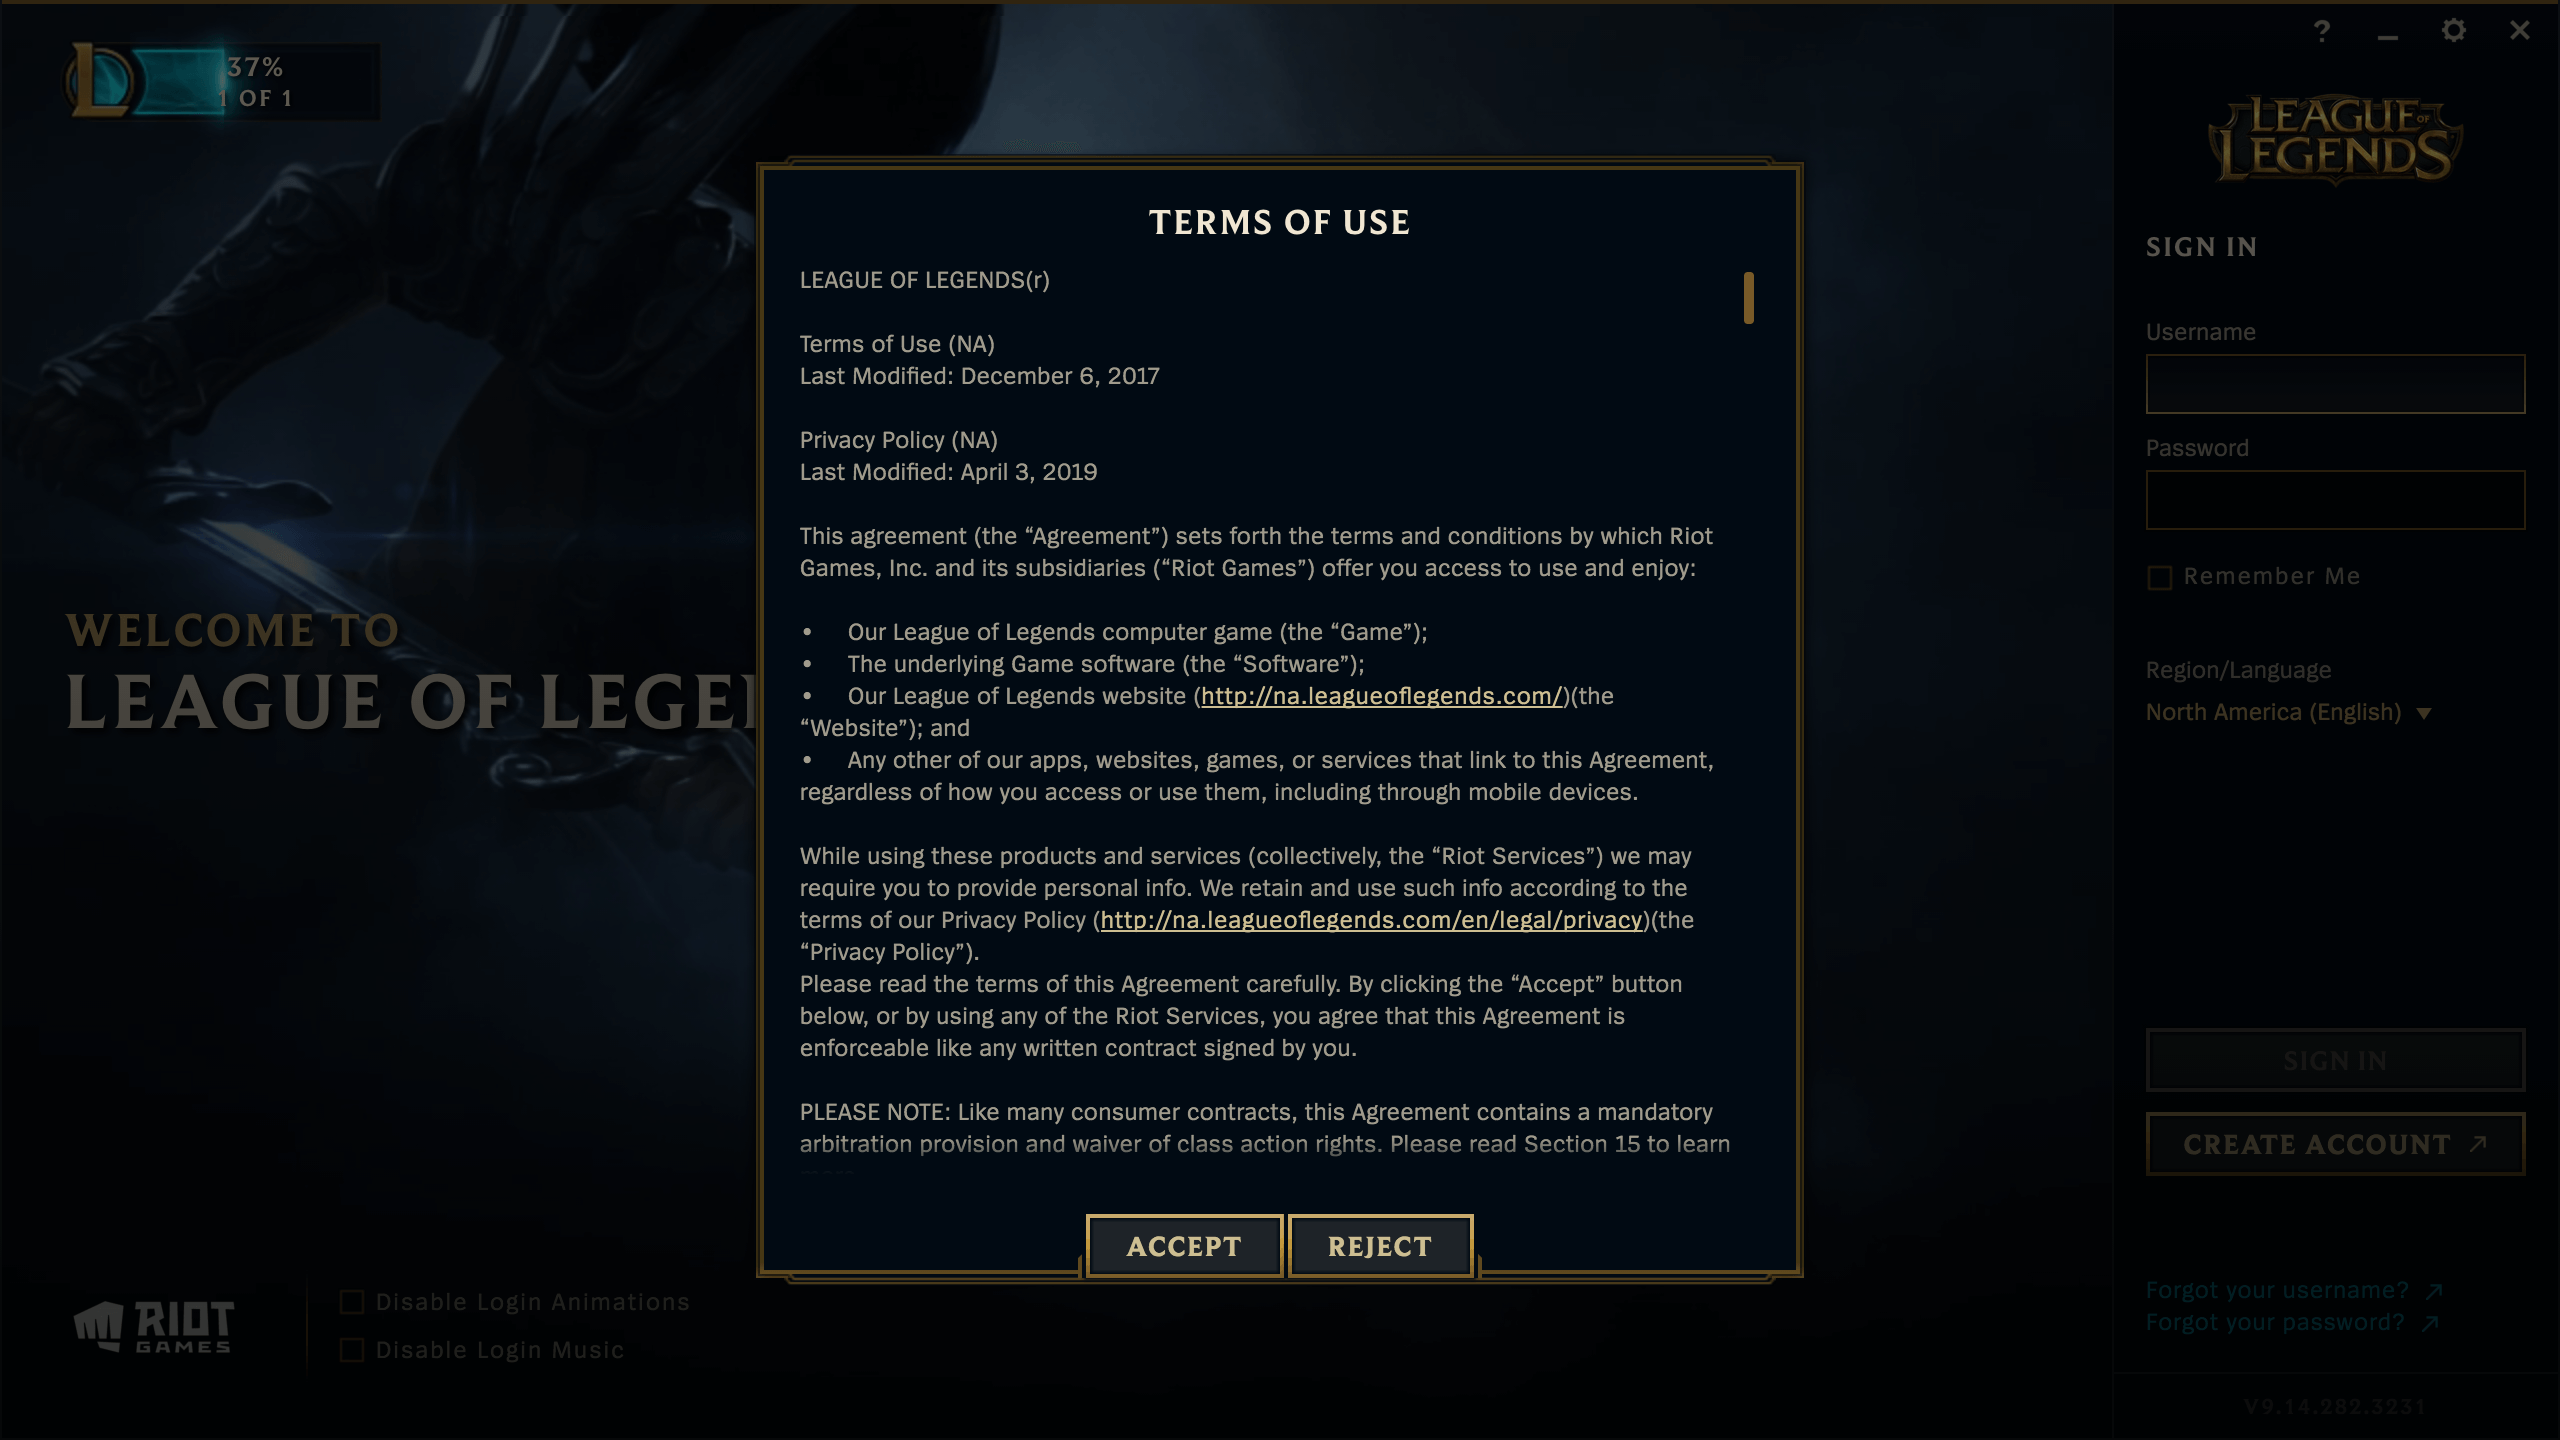 37%
1 OF 1
?
LEAGUE OF
LEGENDS
SIGN IN
Username
Password
Remember Me
Region/Language
North America (English)
SIGN IN
CREATE ACCOUNT
Forgot your username?
Forgot your password?
V9.14.282.3231
WELCOME TO
LEAGUE OF LEGE
TERMS OF USE
LEAGUE OF LEGENDS(r)
Terms of Use (NA)
Last Modified: December 6, 2017
Privacy Policy (NA)
Last Modified: April 3, 2019
This agreement (the “Agreement”) sets forth the terms and conditions by which Riot
Games, Inc. and its subsidiaries (“Riot Games”) offer you access to use and enjoy:
• Our League of Legends computer game (the “Game”);
• The underlying Game software (the “Software”);
• Our League of Legends website (http://na.leagueoflegends.com/)(the
“Website”); and
• Any other of our apps, websites, games, or services that link to this Agreement,
regardless of how you access or use them, including through mobile devices.
While using these products and services (collectively, the “Riot Services”) we may
require you to provide personal info. We retain and use such info according to the
terms of our Privacy Policy (http://na.leagueoflegends.com/en/legal/privacy)(the
“Privacy Policy”).
Please read the terms of this Agreement carefully. By clicking the “Accept” button
below, or by using any of the Riot Services, you agree that this Agreement is
enforceable like any written contract signed by you.
PLEASE NOTE: Like many consumer contracts, this Agreement contains a mandatory
arbitration provision and waiver of class action rights. Please read Section 15 to learn
ACCEPT
REJECT
RIOT
GAMES
Disable Login Animations
Disable Login Music